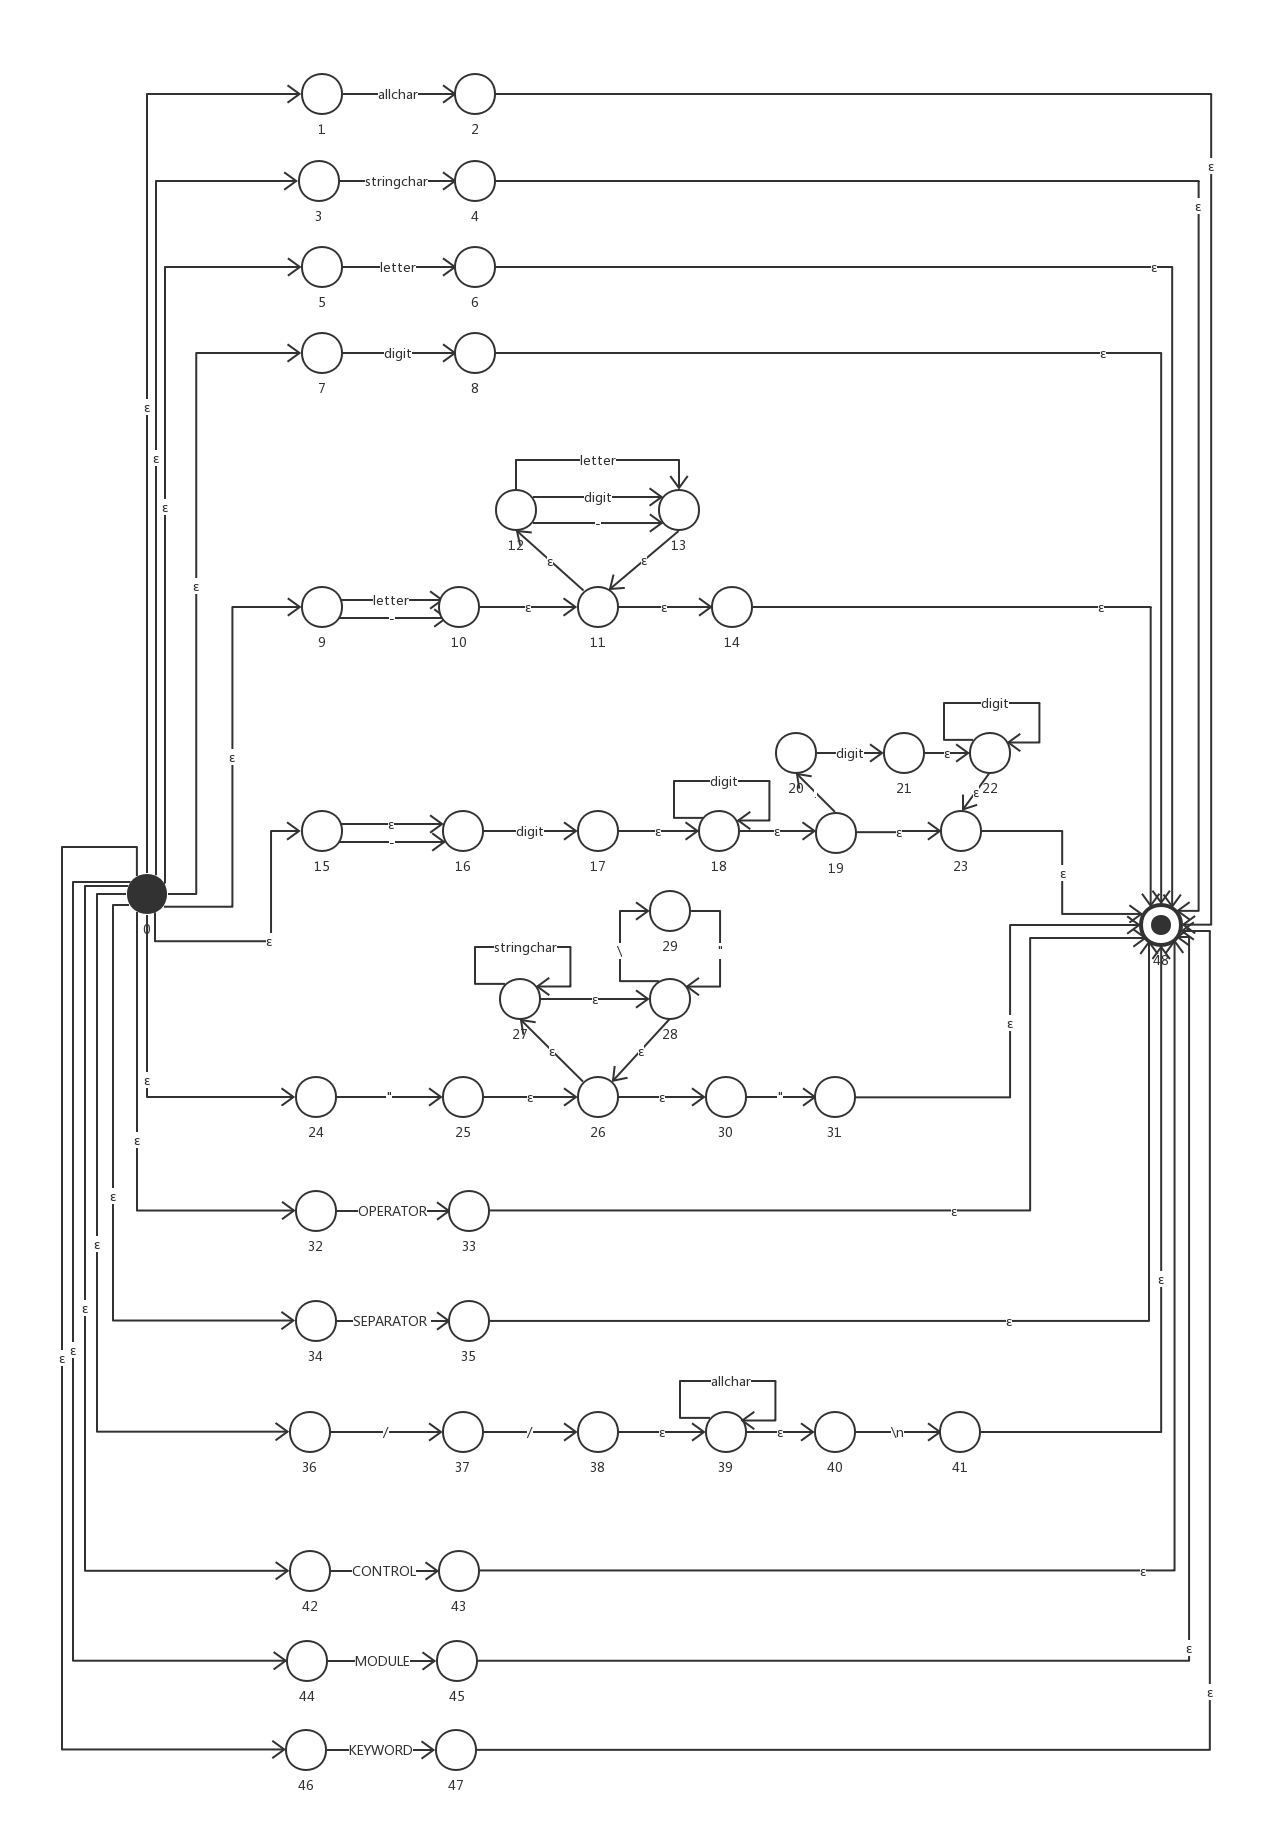 allchar
1
2
ε
stringchar
3
4
ε
letter
ε
5
6
digit
ε
7
8
ε
letter
ε
digit
ε
-
12
13
ε
ε
ε
letter
ε
ε
ε
-
9
10
11
14
digit
ε
digit
ε
20
.
21
ε
22
digit
ε
-
digit
ε
ε
ε
15
16
17
18
19
23
ε
0
ε
29
stringchar
\
"
48
ε
27
28
ε
ε
ε
ε
"
ε
ε
"
24
25
26
30
31
ε
ε
OPERATOR
ε
32
33
ε
ε
ε
SEPARATOR
ε
34
35
ε
ε
allchar
/
/
ε
ε
\n
36
37
38
39
40
41
CONTROL
ε
42
43
ε
MODULE
44
45
ε
KEYWORD
46
47